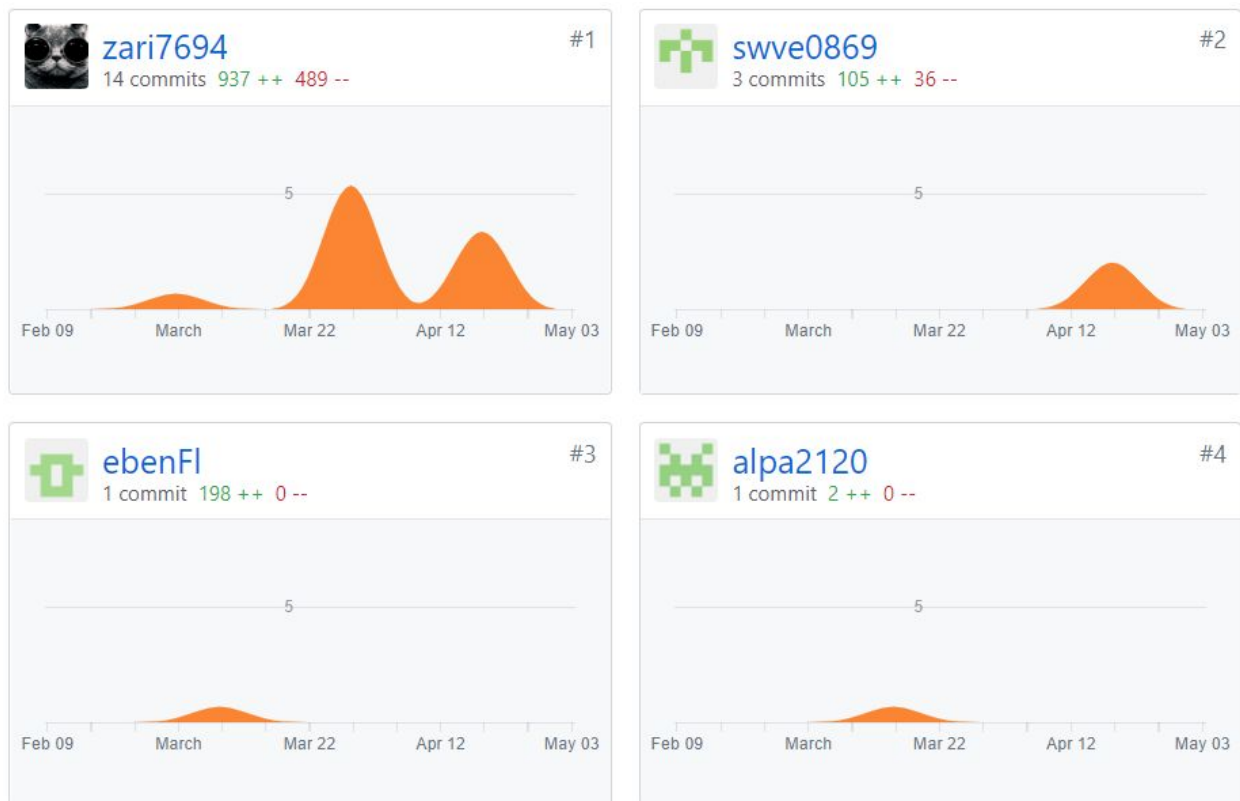 zari7694 #1
14 commits 937 ++ 489 --
5
Feb 09 March Mar 22 Apr 12 May 03
swve0869 #2
3 commits 105 ++ 36 --
5
Feb 09 March Mar 22 Apr 12 May 03
ebenFl #3
1 commit 198 ++ 0 --
5
Feb 09 March Mar 22 Apr 12 May 03
alpa2120 #4
1 commit 2 ++ 0 --
5
Feb 09 March Mar 22 Apr 12 May 03